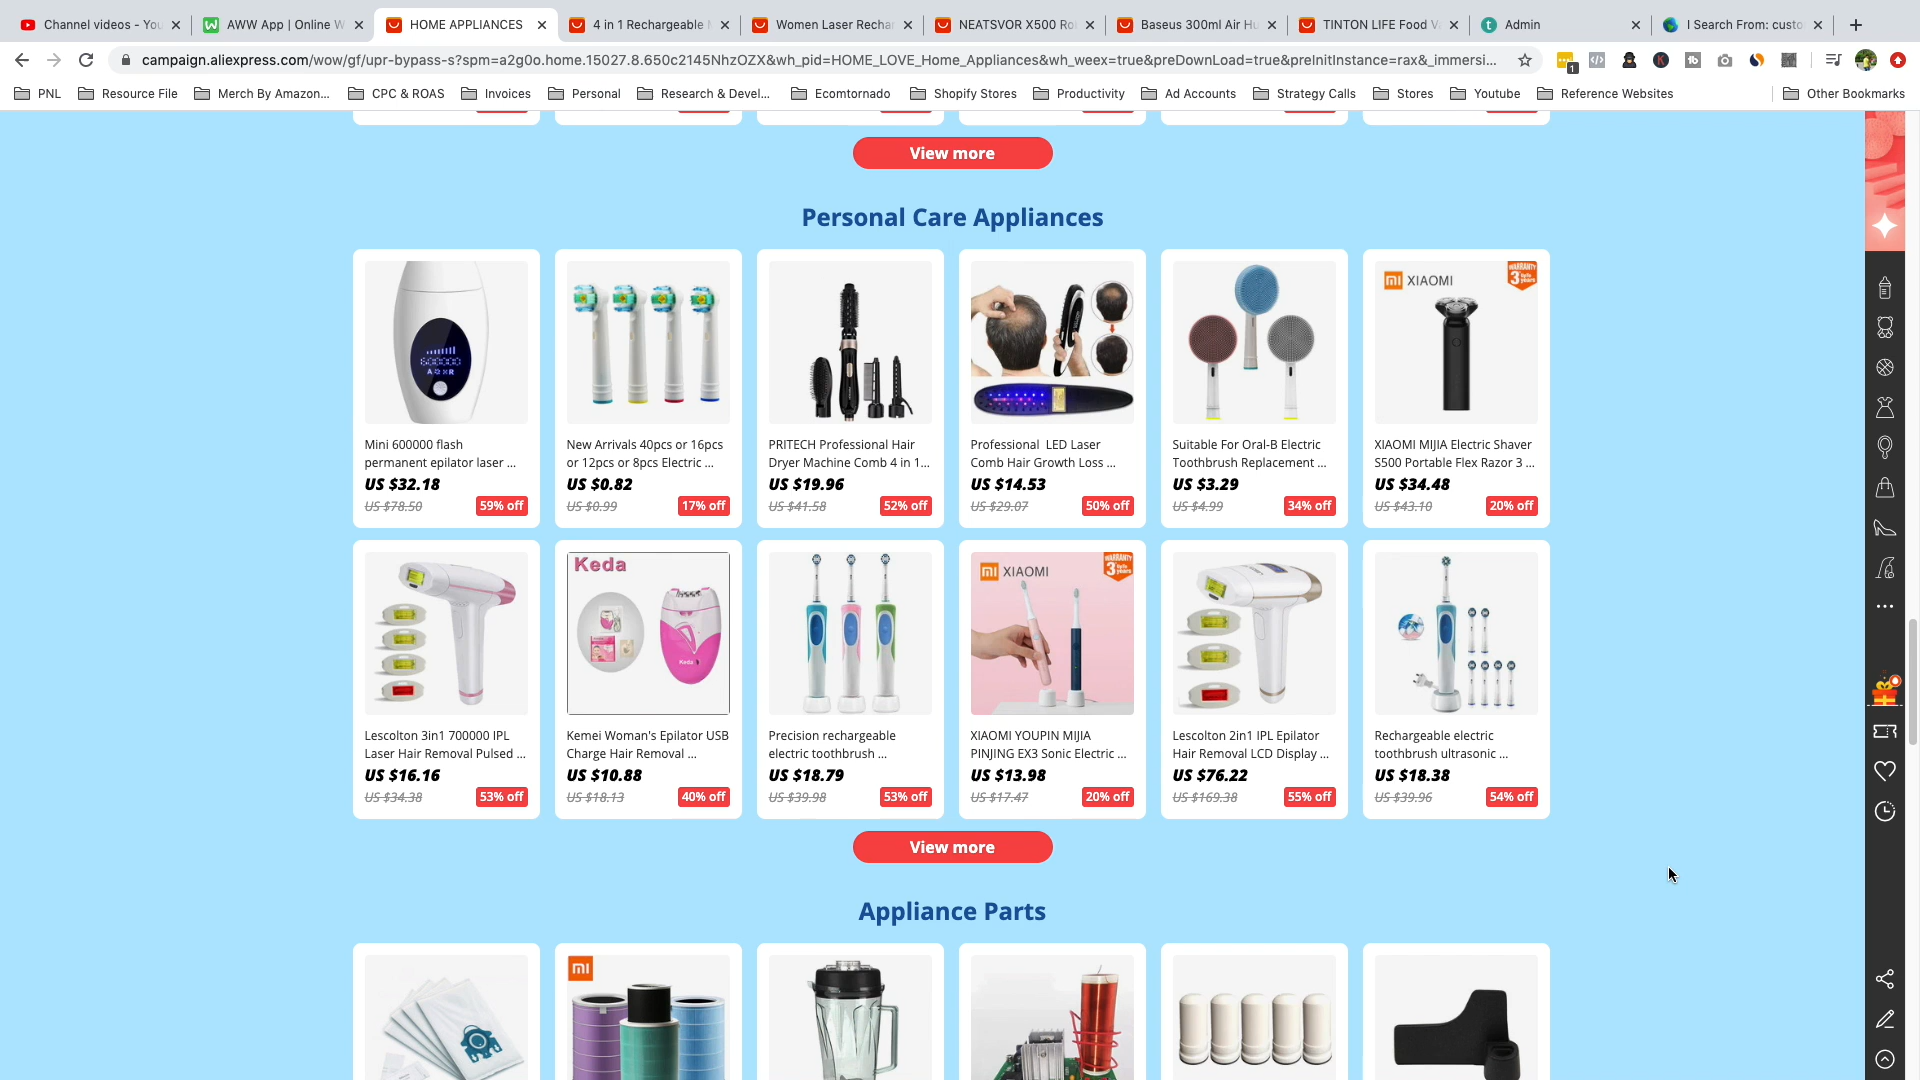 Channel videos - You
AWW App | Online W
HOME APPLIANCES
4 in 1 Rechargeable
Women Laser Rechar
NEATSVOR X500 Ro
Baseus 300ml Air Hu
TINTON LIFE Food V
Admin
I Search From: custo
campaign.aliexpress.com/wow/gf/upr-bypass-s?spm=a2g0o.home.15027.8.650c2145NhzOZX&wh_pid=HOME_LOVE_Home_Appliances&wh_weex=true&preDownLoad=true&preInitInstance=rax&_immersi...
1
PNL
Resource File
Merch By Amazon...
CPC & ROAS
Invoices
Personal
Research & Devel...
Ecomtornado
Shopify Stores
Productivity
Ad Accounts
Strategy Calls
Stores
Youtube
Reference Websites
Other Bookmarks
View more
Personal Care Appliances
XIAOMI
WARRANTY
3
Mini 600000 flash
permanent epilator laser ...
US $32.18
US $78.50
59% off
New Arrivals 40pcs or 16pcs
or 12pcs or 8pcs Electric ...
US $0.82
US $0.99
17% off
PRITECH Professional Hair
Dryer Machine Comb 4 in 1...
US $19.96
US $41.58
52% off
Professional LED Laser
Comb Hair Growth Loss ...
US $14.53
US $29.07
50% off
Suitable For Oral-B Electric
Toothbrush Replacement ...
US $3.29
US $4.99
34% off
XIAOMI MIJIA Electric Shaver
S500 Portable Flex Razor 3 ...
US $34.48
US $43.10
20% off
Keda
Keda
XIAOMI
WARRANTY
3
Lescolton 3in1 700000 IPL
Laser Hair Removal Pulsed ...
US $16.16
US $34.38
53% off
Kemei Woman's Epilator USB
Charge Hair Removal ...
US $10.88
US $18.13
40% off
Precision rechargeable
electric toothbrush ...
US $18.79
US $39.98
53% off
XIAOMI YOUPIN MIJIA
PINJING EX3 Sonic Electric ...
US $13.98
US $17.47
20% off
Lescolton 2in1 IPL Epilator
Hair Removal LCD Display ...
US $76.22
US $169.38
55% off
Rechargeable electric
toothbrush ultrasonic ...
US $18.38
US $39.96
54% off
View more
Appliance Parts